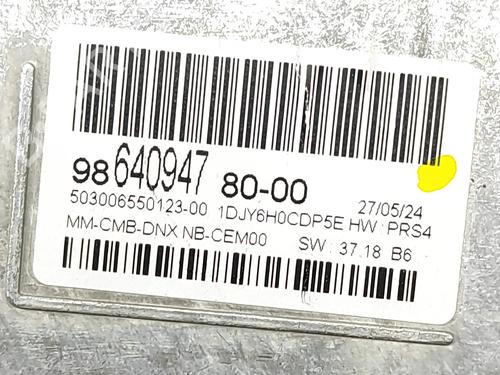 98 640947 80-00 27/05/24
503006550123-00 1DJY6H0CDP5E HW : PRS4
MM-CMB-DNX NB-CEM00 SW : 37.18 B6